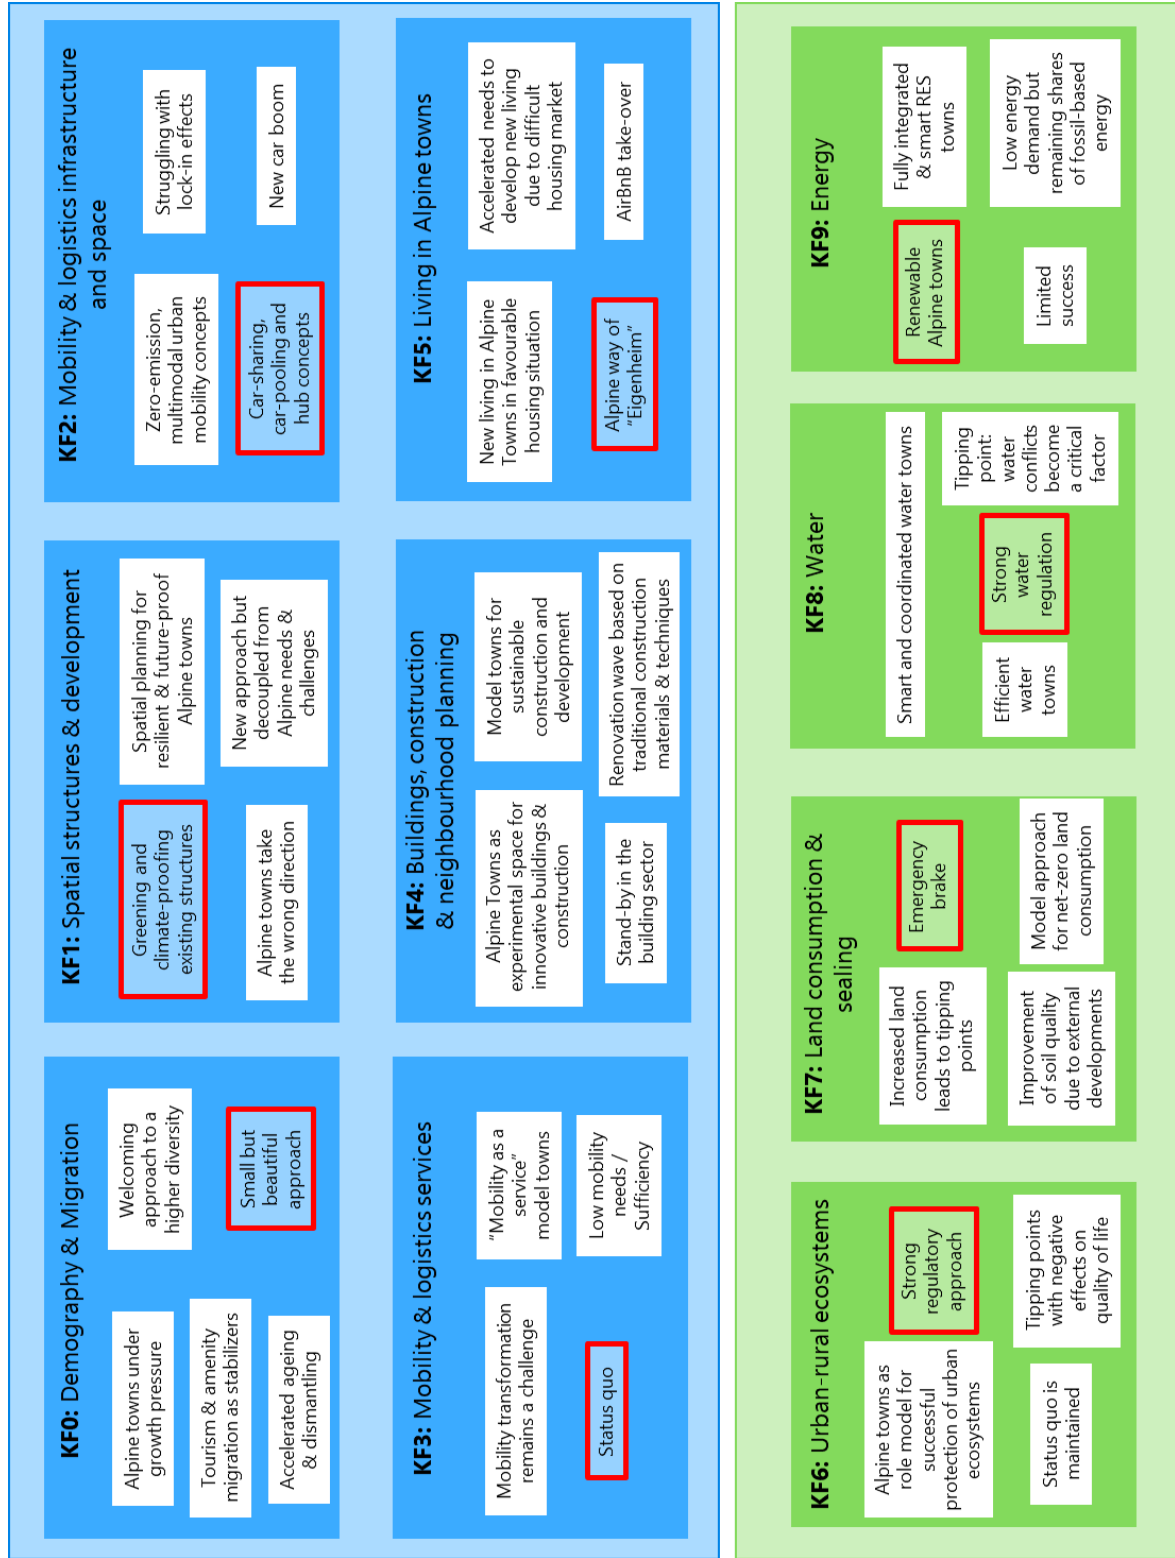 KF0: Demography & Migration
Alpine towns under
growth pressure
Welcoming
approach to a
higher diversity
Tourism & amenity
migration as stabilizers
Small but
beautiful
approach
Accelerated ageing
& dismantling
KF1: Spatial structures & development
Greening and
climate-proofing
existing structures
Spatial planning for
resilient & future-proof
Alpine towns
Alpine towns take
the wrong direction
New approach but
decoupled from
Alpine needs &
challenges
KF2: Mobility & logistics infrastructure
and space
Zero-emission,
multimodal urban
mobility concepts
Struggling with
lock-in effects
Car-sharing,
car-pooling and
hub concepts
New car boom
KF3: Mobility & logistics services
Mobility transformation
remains a challenge
"Mobility as a
service"
model towns
Status quo
Low mobility
needs /
Sufficiency
KF4: Buildings, construction
& neighbourhood planning
Alpine Towns as
experimental space for
innovative buildings &
construction
Model towns for
sustainable
construction and
development
Stand-by in the
building sector
Renovation wave based on
traditional construction
materials & techniques
KF5: Living in Alpine towns
New living in Alpine
Towns in favourable
housing situation
Accelerated needs to
develop new living
due to difficult
housing market
Alpine way of
"Eigenheim"
AirBnB take-over
KF6: Urban-rural ecosystems
Alpine towns as
role model for
successful
protection of urban
ecosystems
Strong
regulatory
approach
Status quo is
maintained
Tipping points
with negative
effects on
quality of life
KF7: Land consumption &
sealing
Increased land
consumption
leads to tipping
points
Emergency
brake
Improvement
of soil quality
due to external
developments
Model approach
for net-zero land
consumption
KF8: Water
Smart and coordinated water towns
Efficient
water
towns
Strong
water
regulation
Tipping
point:
water
conflicts
become
a critical
factor
KF9: Energy
Renewable
Alpine towns
Fully integrated
& smart RES
towns
Limited
success
Low energy
demand but
remaining shares
of fossil-based
energy